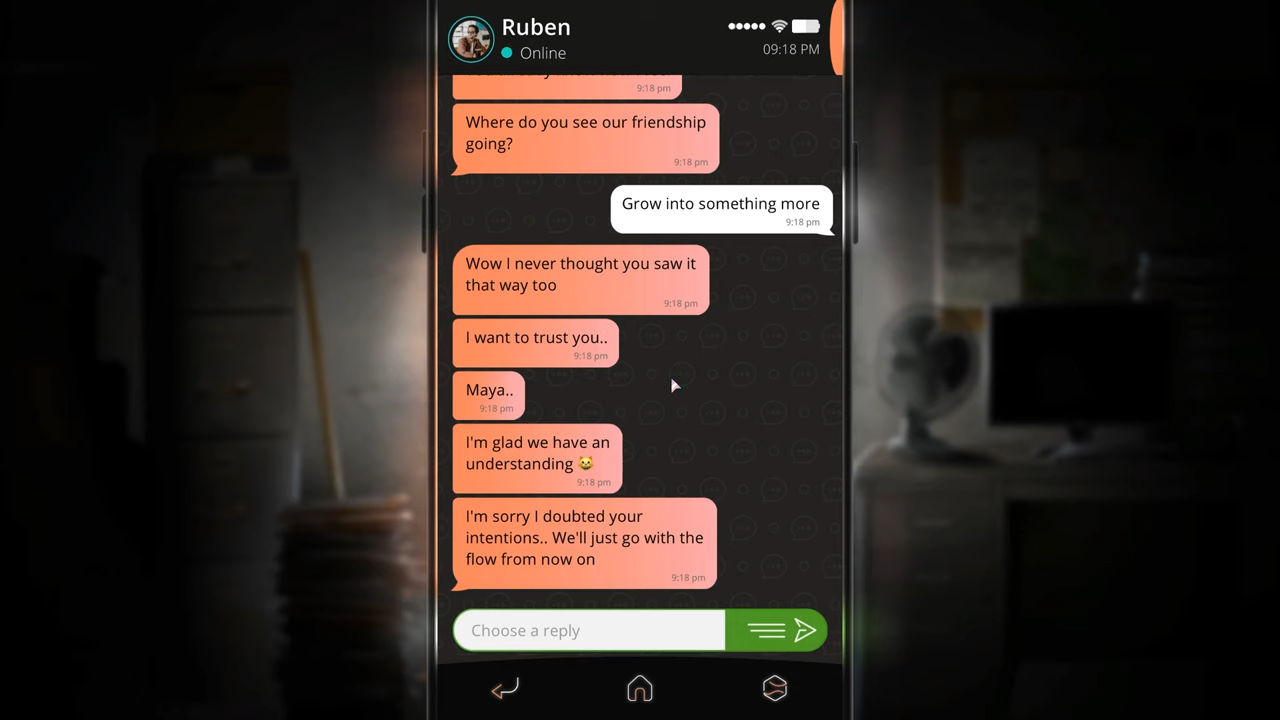 Ruben
Online
09:18 PM
9:18 pm
Where do you see our friendship
going?
9:18 pm
Grow into something more
9:18 pm
Wow I never thought you saw it
that way too
9:18 pm
I want to trust you..
9:18 pm
Maya..
9:18 pm
I'm glad we have an
understanding 😺
9:18 pm
I'm sorry I doubted your
intentions.. We'll just go with the
flow from now on
9:18 pm
Choose a reply